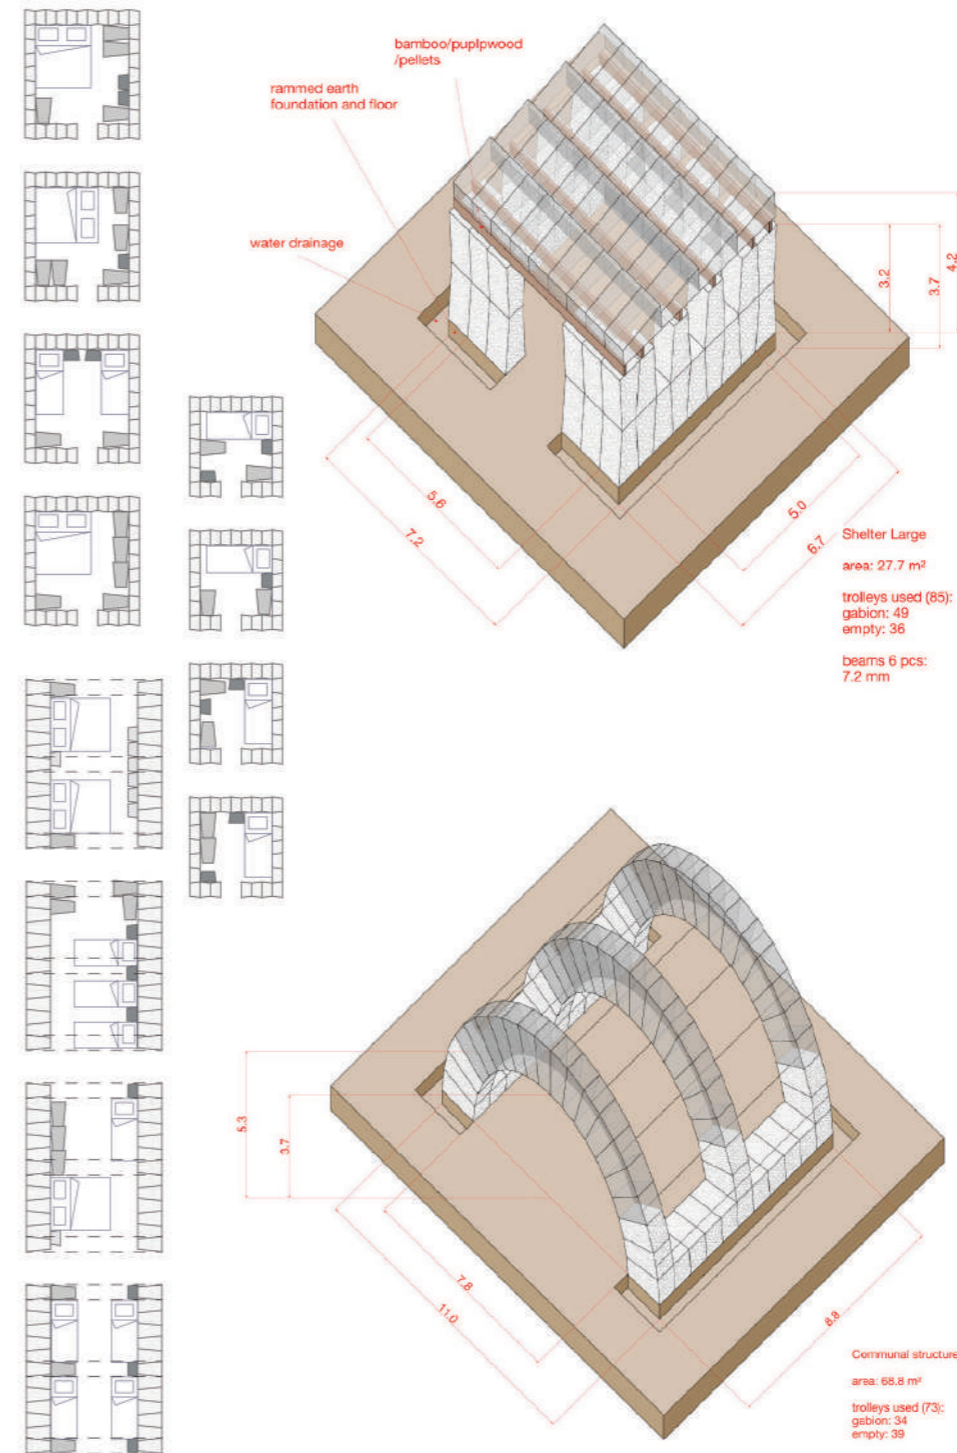 bamboo/puplpwood
/pellets
rammed earth
foundation and floor
water drainage
3.2
3.7
4.2
5.6
7.2
5.0
6.7
Shelter Large
area: 27.7 m²
trolleys used (85):
gabion: 49
empty: 36
beams 6 pcs:
7.2 mm
5.3
3.7
7.8
11.0
8.8
Communal structure
area: 68.8 m²
trolleys used (73):
gabion: 34
empty: 39